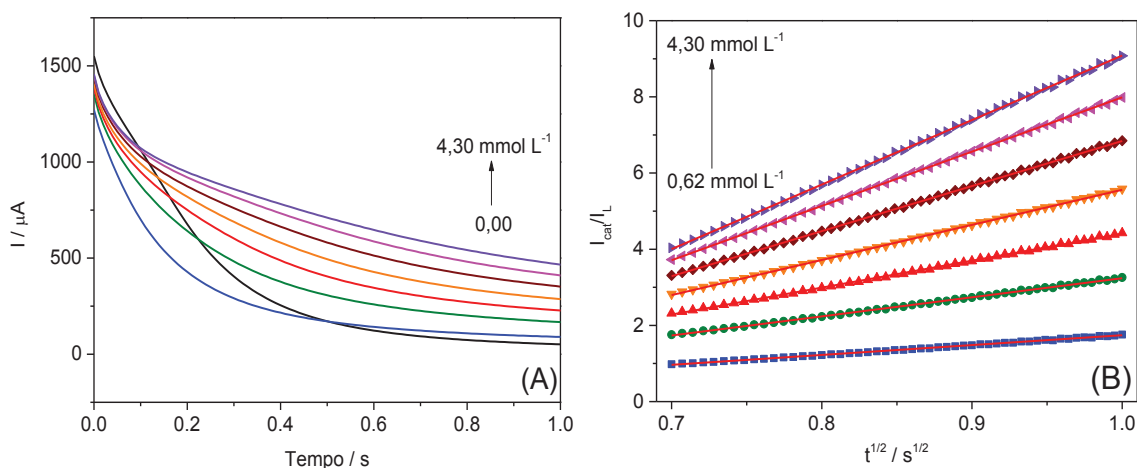 1500
1000
500
0
I / µA
0.0 0.2 0.4 0.6 0.8 1.0
Tempo / s
4,30 mmol L⁻¹
0,00
(A)
10
8
6
4
2
0
I_cat/I_L
0.7 0.8 0.9 1.0
t^1/2 / s^1/2
4,30 mmol L⁻¹
0,62 mmol L⁻¹
(B)